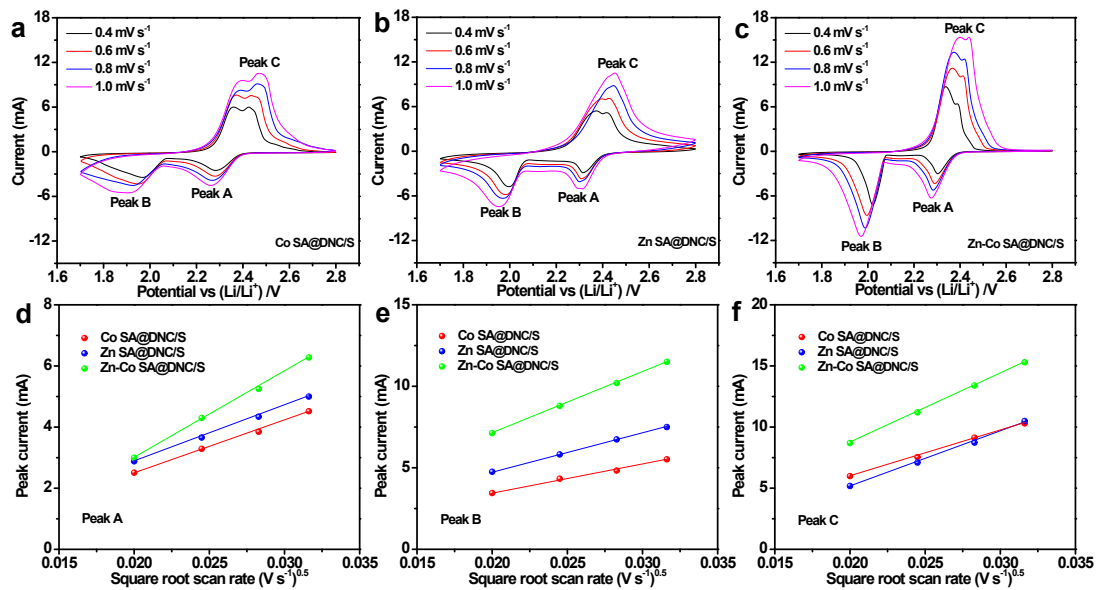 a
0.4 mV s⁻¹
0.6 mV s⁻¹
0.8 mV s⁻¹
1.0 mV s⁻¹
Peak C
Peak B
Peak A
Co SA@DNC/S
18
12
6
0
-6
-12
Current (mA)
1.6 1.8 2.0 2.2 2.4 2.6 2.8
Potential vs (Li/Li⁺) /V
b
0.4 mV s⁻¹
0.6 mV s⁻¹
0.8 mV s⁻¹
1.0 mV s⁻¹
Peak C
Peak B
Peak A
Zn SA@DNC/S
18
12
6
0
-6
-12
Current (mA)
1.6 1.8 2.0 2.2 2.4 2.6 2.8
Potential vs (Li/Li⁺) /V
c
0.4 mV s⁻¹
0.6 mV s⁻¹
0.8 mV s⁻¹
1.0 mV s⁻¹
Peak C
Peak A
Peak B
Zn-Co SA@DNC/S
18
12
6
0
-6
-12
Current (mA)
1.6 1.8 2.0 2.2 2.4 2.6 2.8
Potential vs (Li/Li⁺) /V
d
Co SA@DNC/S
Zn SA@DNC/S
Zn-Co SA@DNC/S
Peak A
8
6
4
2
0
Peak current (mA)
0.015 0.020 0.025 0.030 0.035
Square root scan rate (V s⁻¹)⁰·⁵
e
Co SA@DNC/S
Zn SA@DNC/S
Zn-Co SA@DNC/S
Peak B
15
10
5
0
Peak current (mA)
0.015 0.020 0.025 0.030 0.035
Square root scan rate (V s⁻¹)⁰·⁵
f
Co SA@DNC/S
Zn SA@DNC/S
Zn-Co SA@DNC/S
Peak C
20
15
10
5
0
Peak current (mA)
0.015 0.020 0.025 0.030 0.035
Square root scan rate (V s⁻¹)⁰·⁵